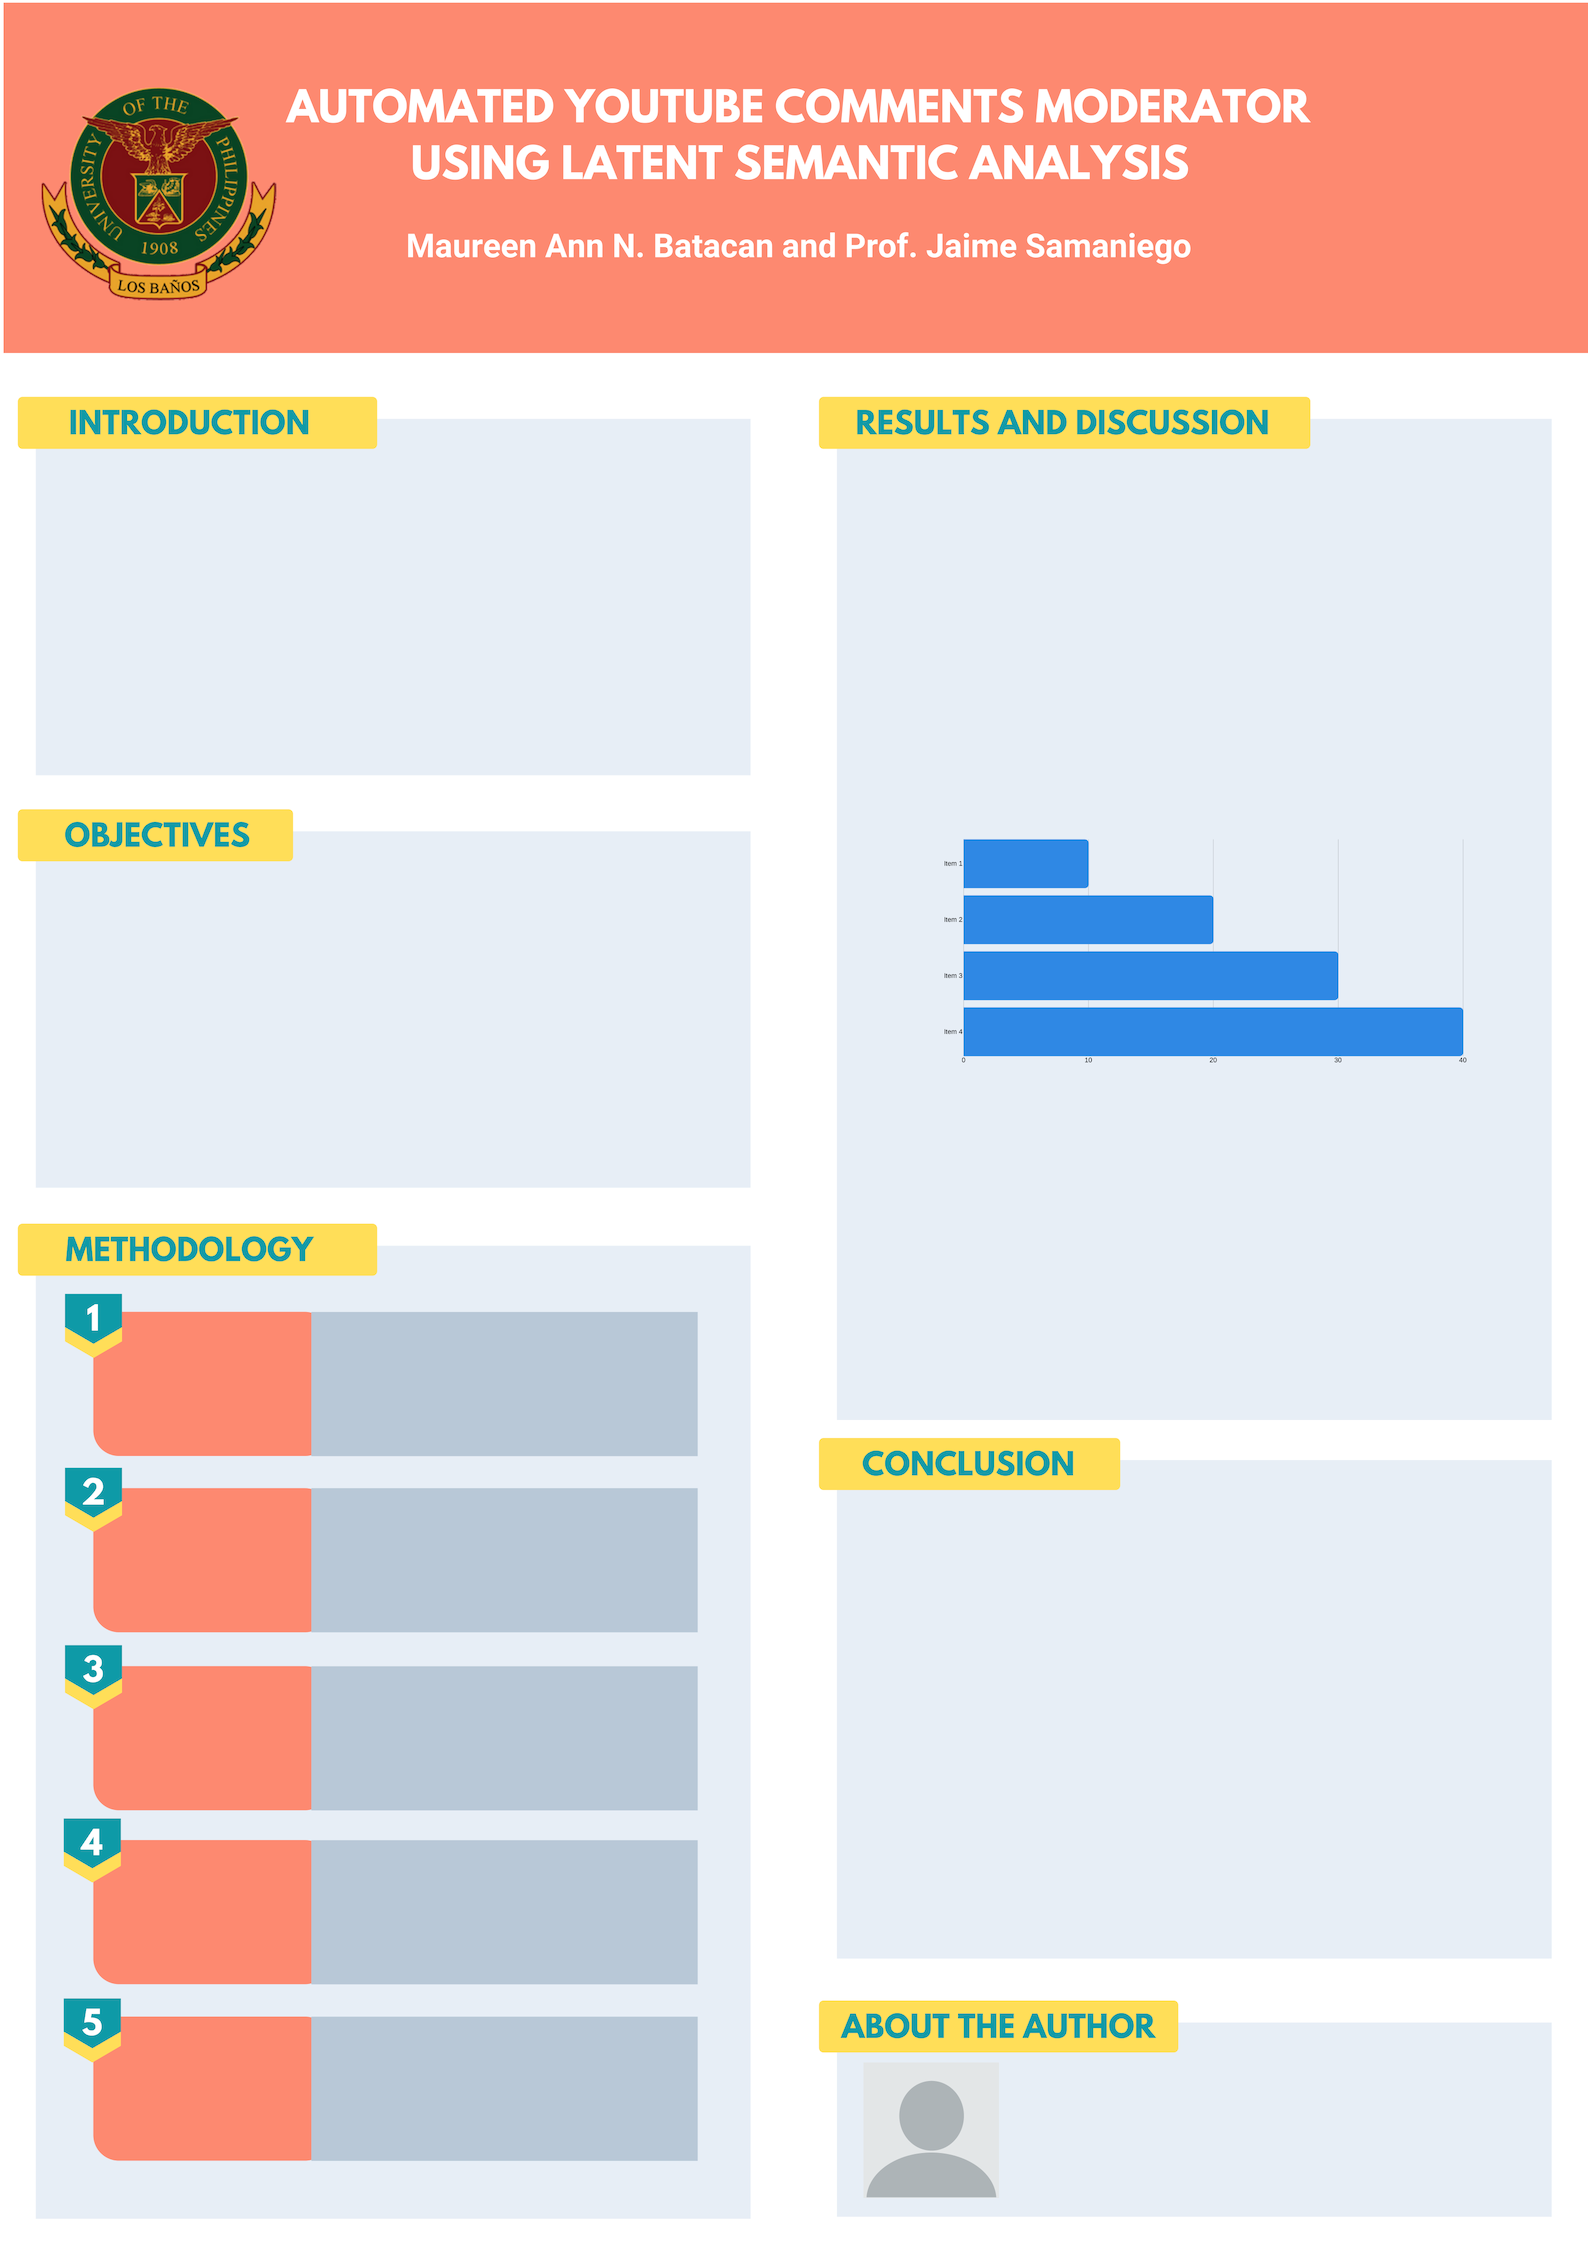 OF THE
UNIVERSITY
PHILIPPINES
1908
LOS BAÑOS
AUTOMATED YOUTUBE COMMENTS MODERATOR
USING LATENT SEMANTIC ANALYSIS
Maureen Ann N. Batacan and Prof. Jaime Samaniego
INTRODUCTION
OBJECTIVES
METHODOLOGY
1
2
3
4
5
RESULTS AND DISCUSSION
Item 1
Item 2
Item 3
Item 4
0 10 20 30 40
CONCLUSION
ABOUT THE AUTHOR